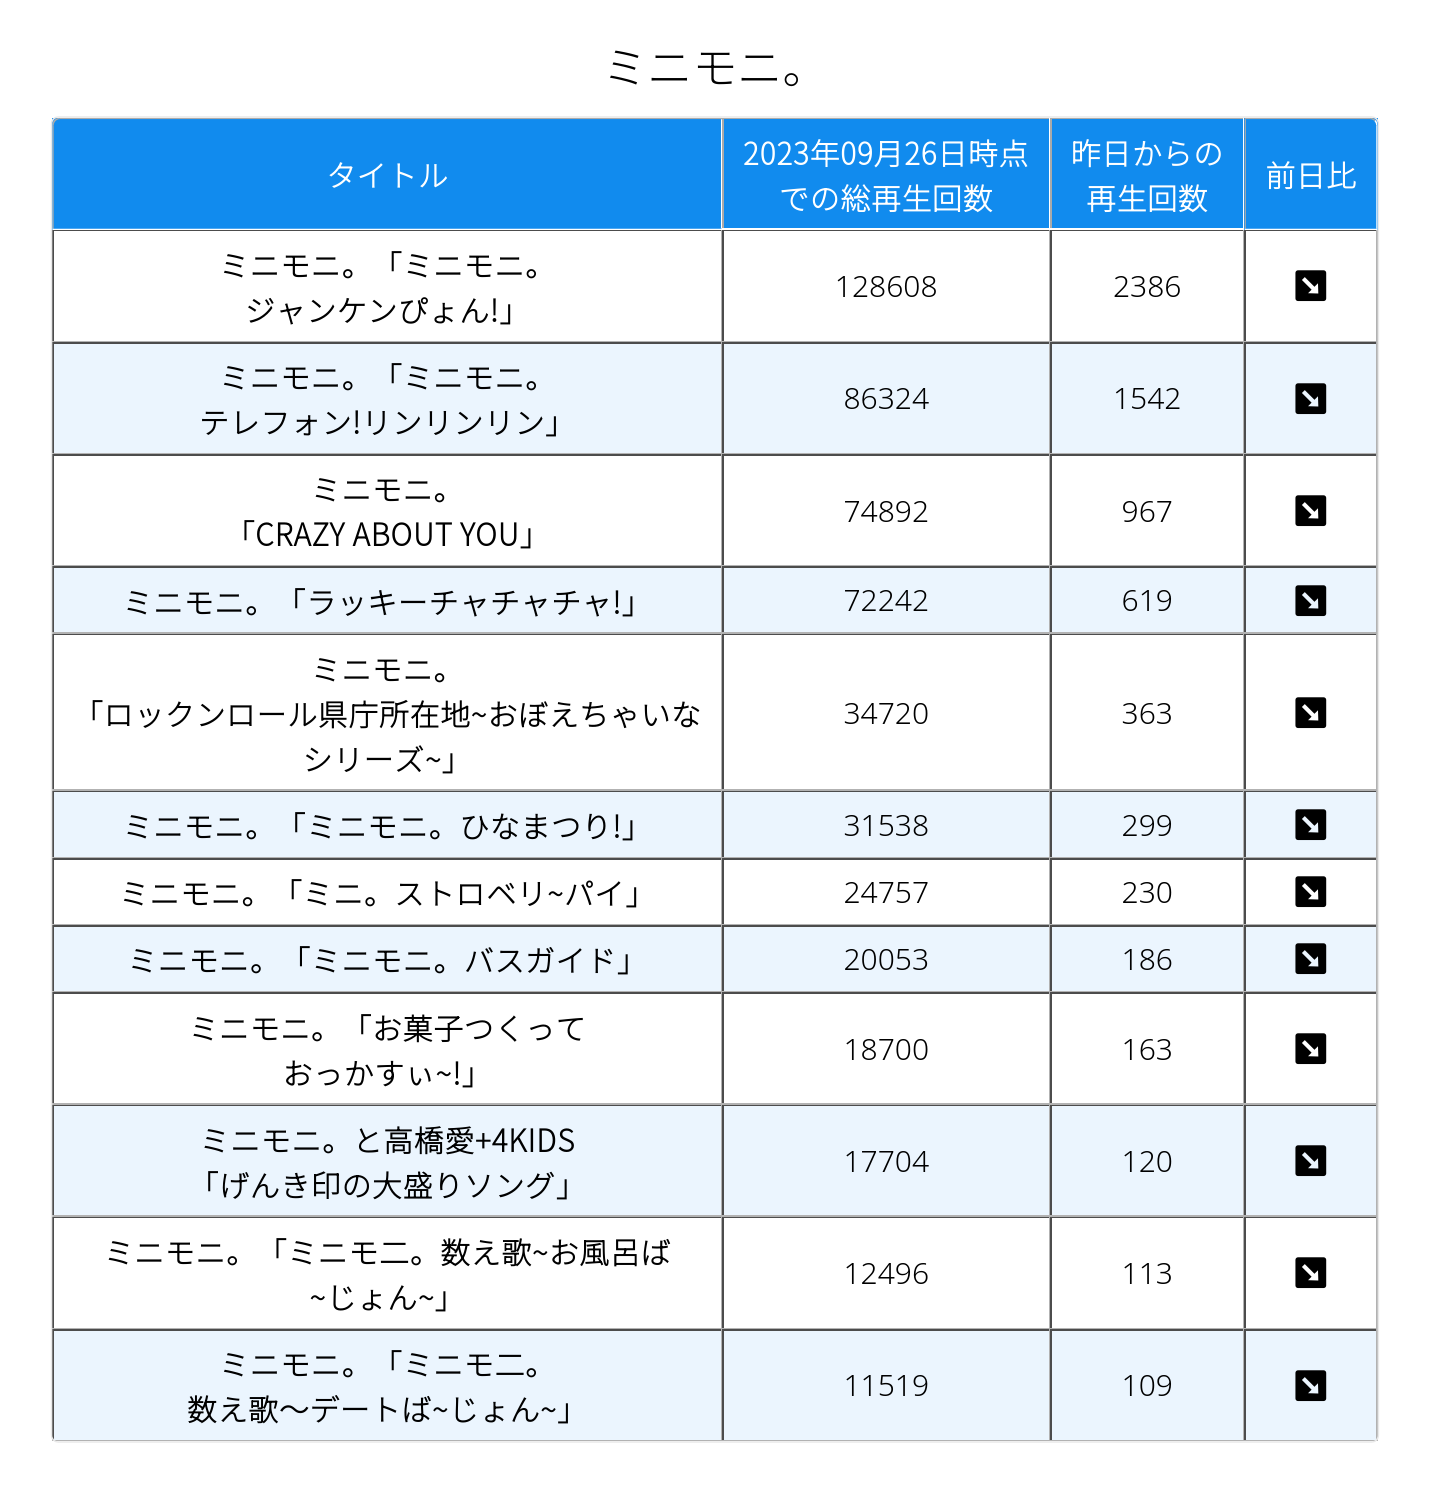 ミニモニ。
タイトル
2023年09月26日時点
での総再生回数
昨日からの
再生回数
前日比
ミニモニ。「ミニモニ。
ジャンケンぴょん!」
128608
2386
ミニモニ。「ミニモニ。
テレフォン!リンリンリン」
86324
1542
ミニモニ。
「CRAZY ABOUT YOU」
74892
967
ミニモニ。「ラッキーチャチャチャ!」
72242
619
ミニモニ。
「ロックンロール県庁所在地~おぼえちゃいな
シリーズ~」
34720
363
ミニモニ。「ミニモニ。ひなまつり!」
31538
299
ミニモニ。「ミニ。ストロベリ~パイ」
24757
230
ミニモニ。「ミニモニ。バスガイド」
20053
186
ミニモニ。「お菓子つくって
おっかすぃ~!」
18700
163
ミニモニ。と高橋愛+4KIDS
「げんき印の大盛りソング」
17704
120
ミニモニ。「ミニモ二。数え歌~お風呂ば
~じょん~」
12496
113
ミニモニ。「ミニモ二。
数え歌〜デートば~じょん~」
11519
109